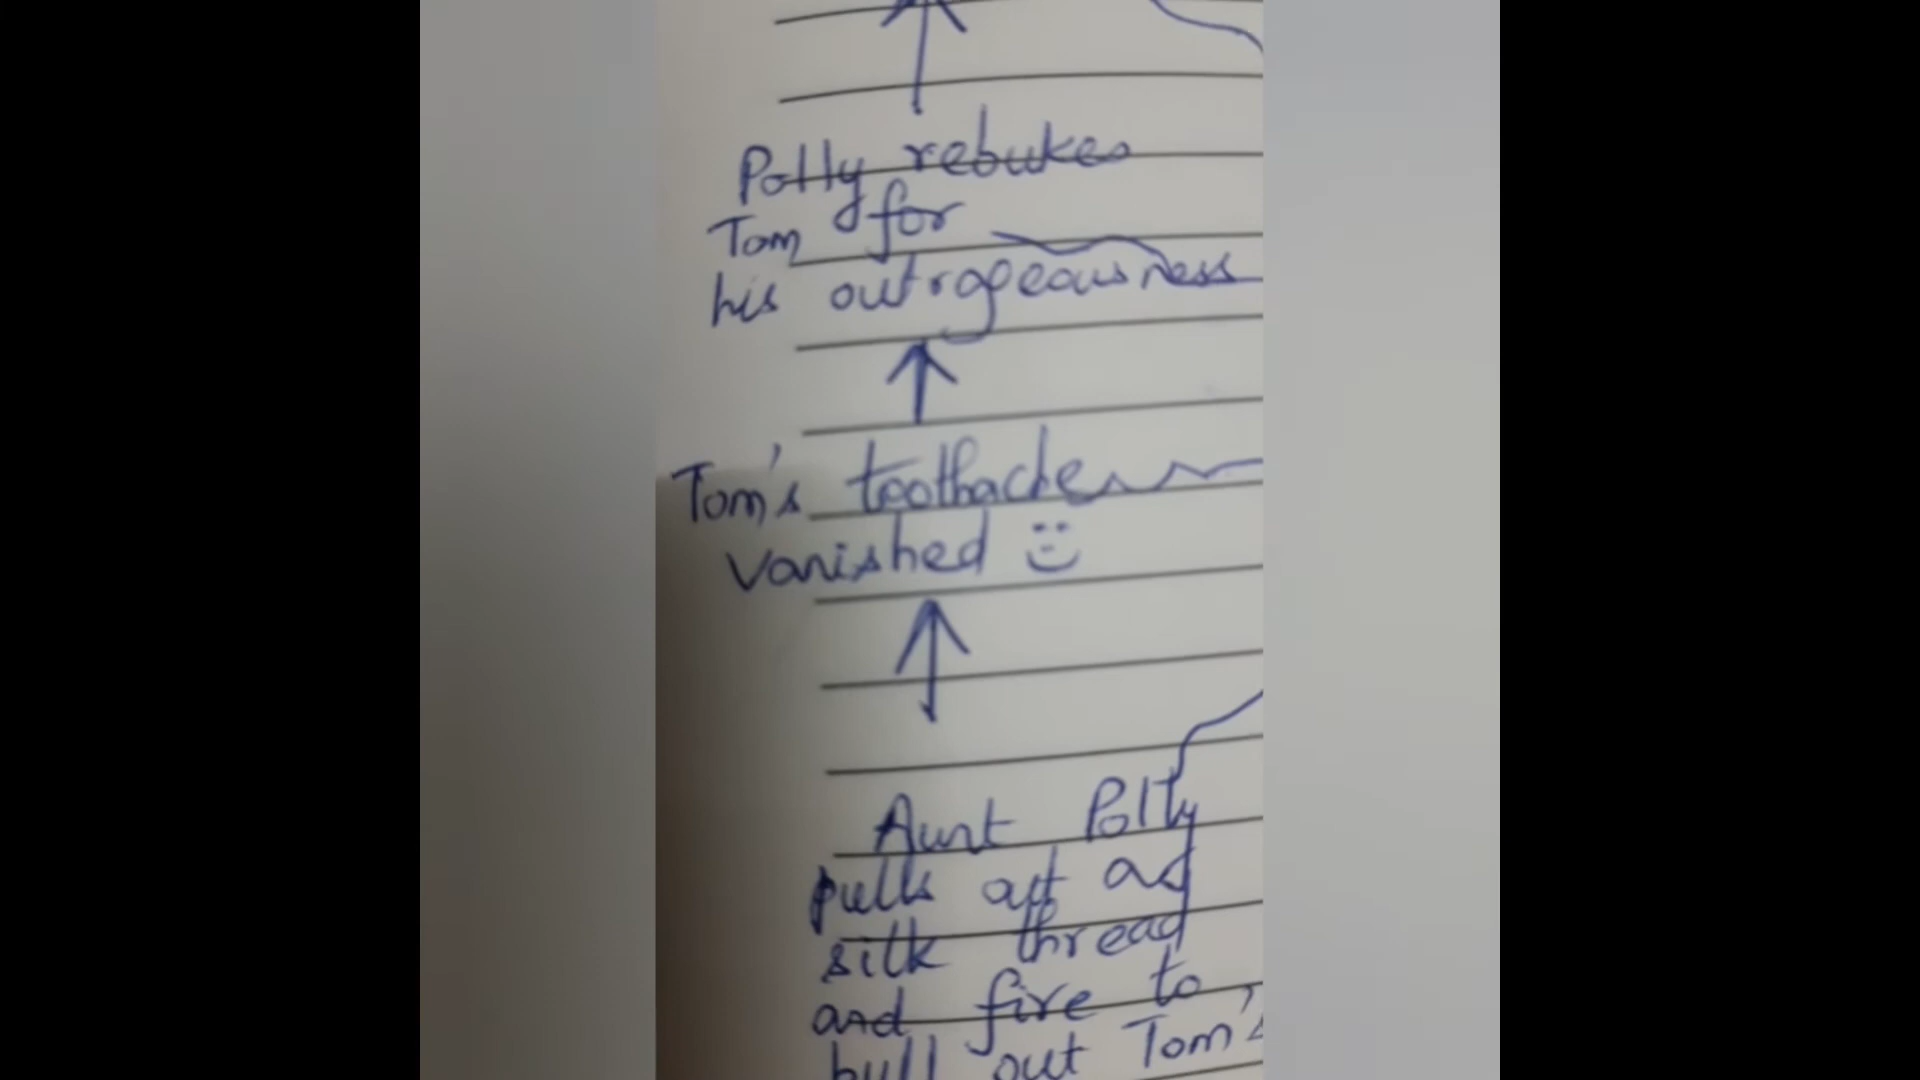 Polly rebukes
Tom for
his outrageousness
Tom's toothache
vanished
Aunt Polly
pulls out a
silk thread
and fire to
pull out Tom's